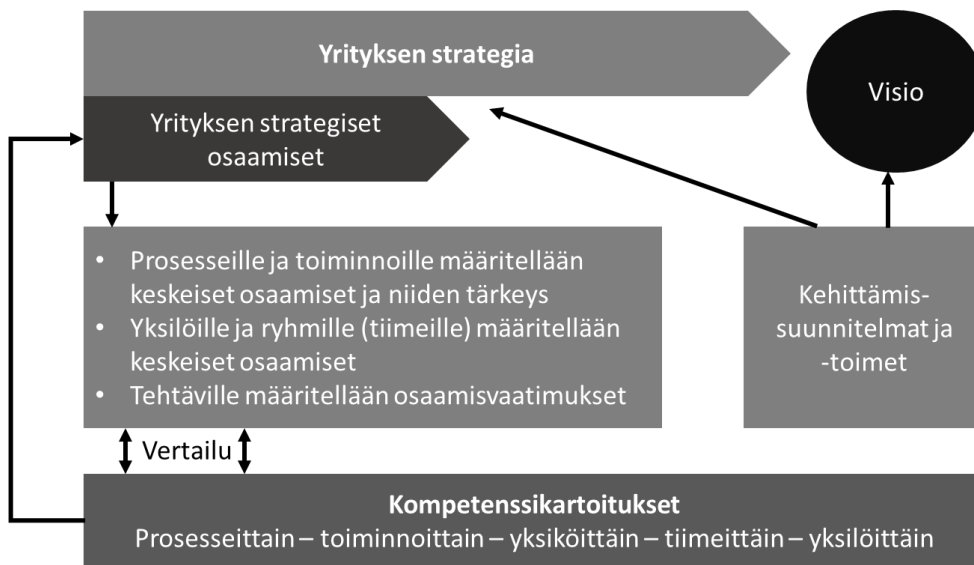 Yrityksen strategia
Visio
Yrityksen strategiset
osaamiset
• Prosesseille ja toiminnoille määritellään
keskeiset osaamiset ja niiden tärkeys
• Yksilöille ja ryhmille (tiimeille) määritellään
keskeiset osaamiset
• Tehtäville määritellään osaamisvaatimukset
Kehittämis-
suunnitelmat ja
-toimet
Vertailu
Kompetenssikartoitukset
Prosesseittain – toiminnoittain – yksiköittäin – tiimeittäin – yksilöittäin